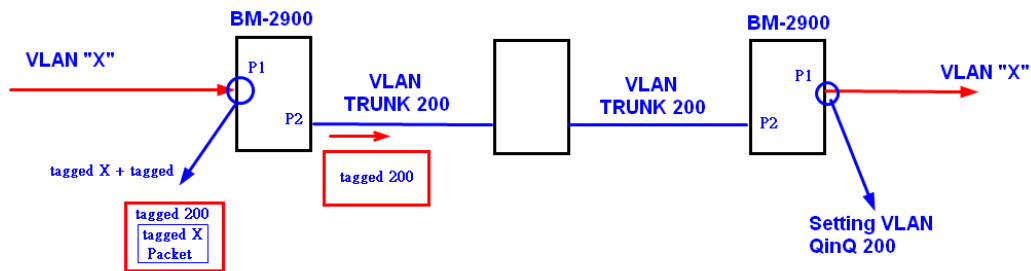 BM-2900
BM-2900
VLAN "X"
P1
P2
VLAN
TRUNK 200
VLAN
TRUNK 200
P1
P2
VLAN "X"
tagged X + tagged
tagged 200
tagged X
Packet
tagged 200
Setting VLAN
QinQ 200